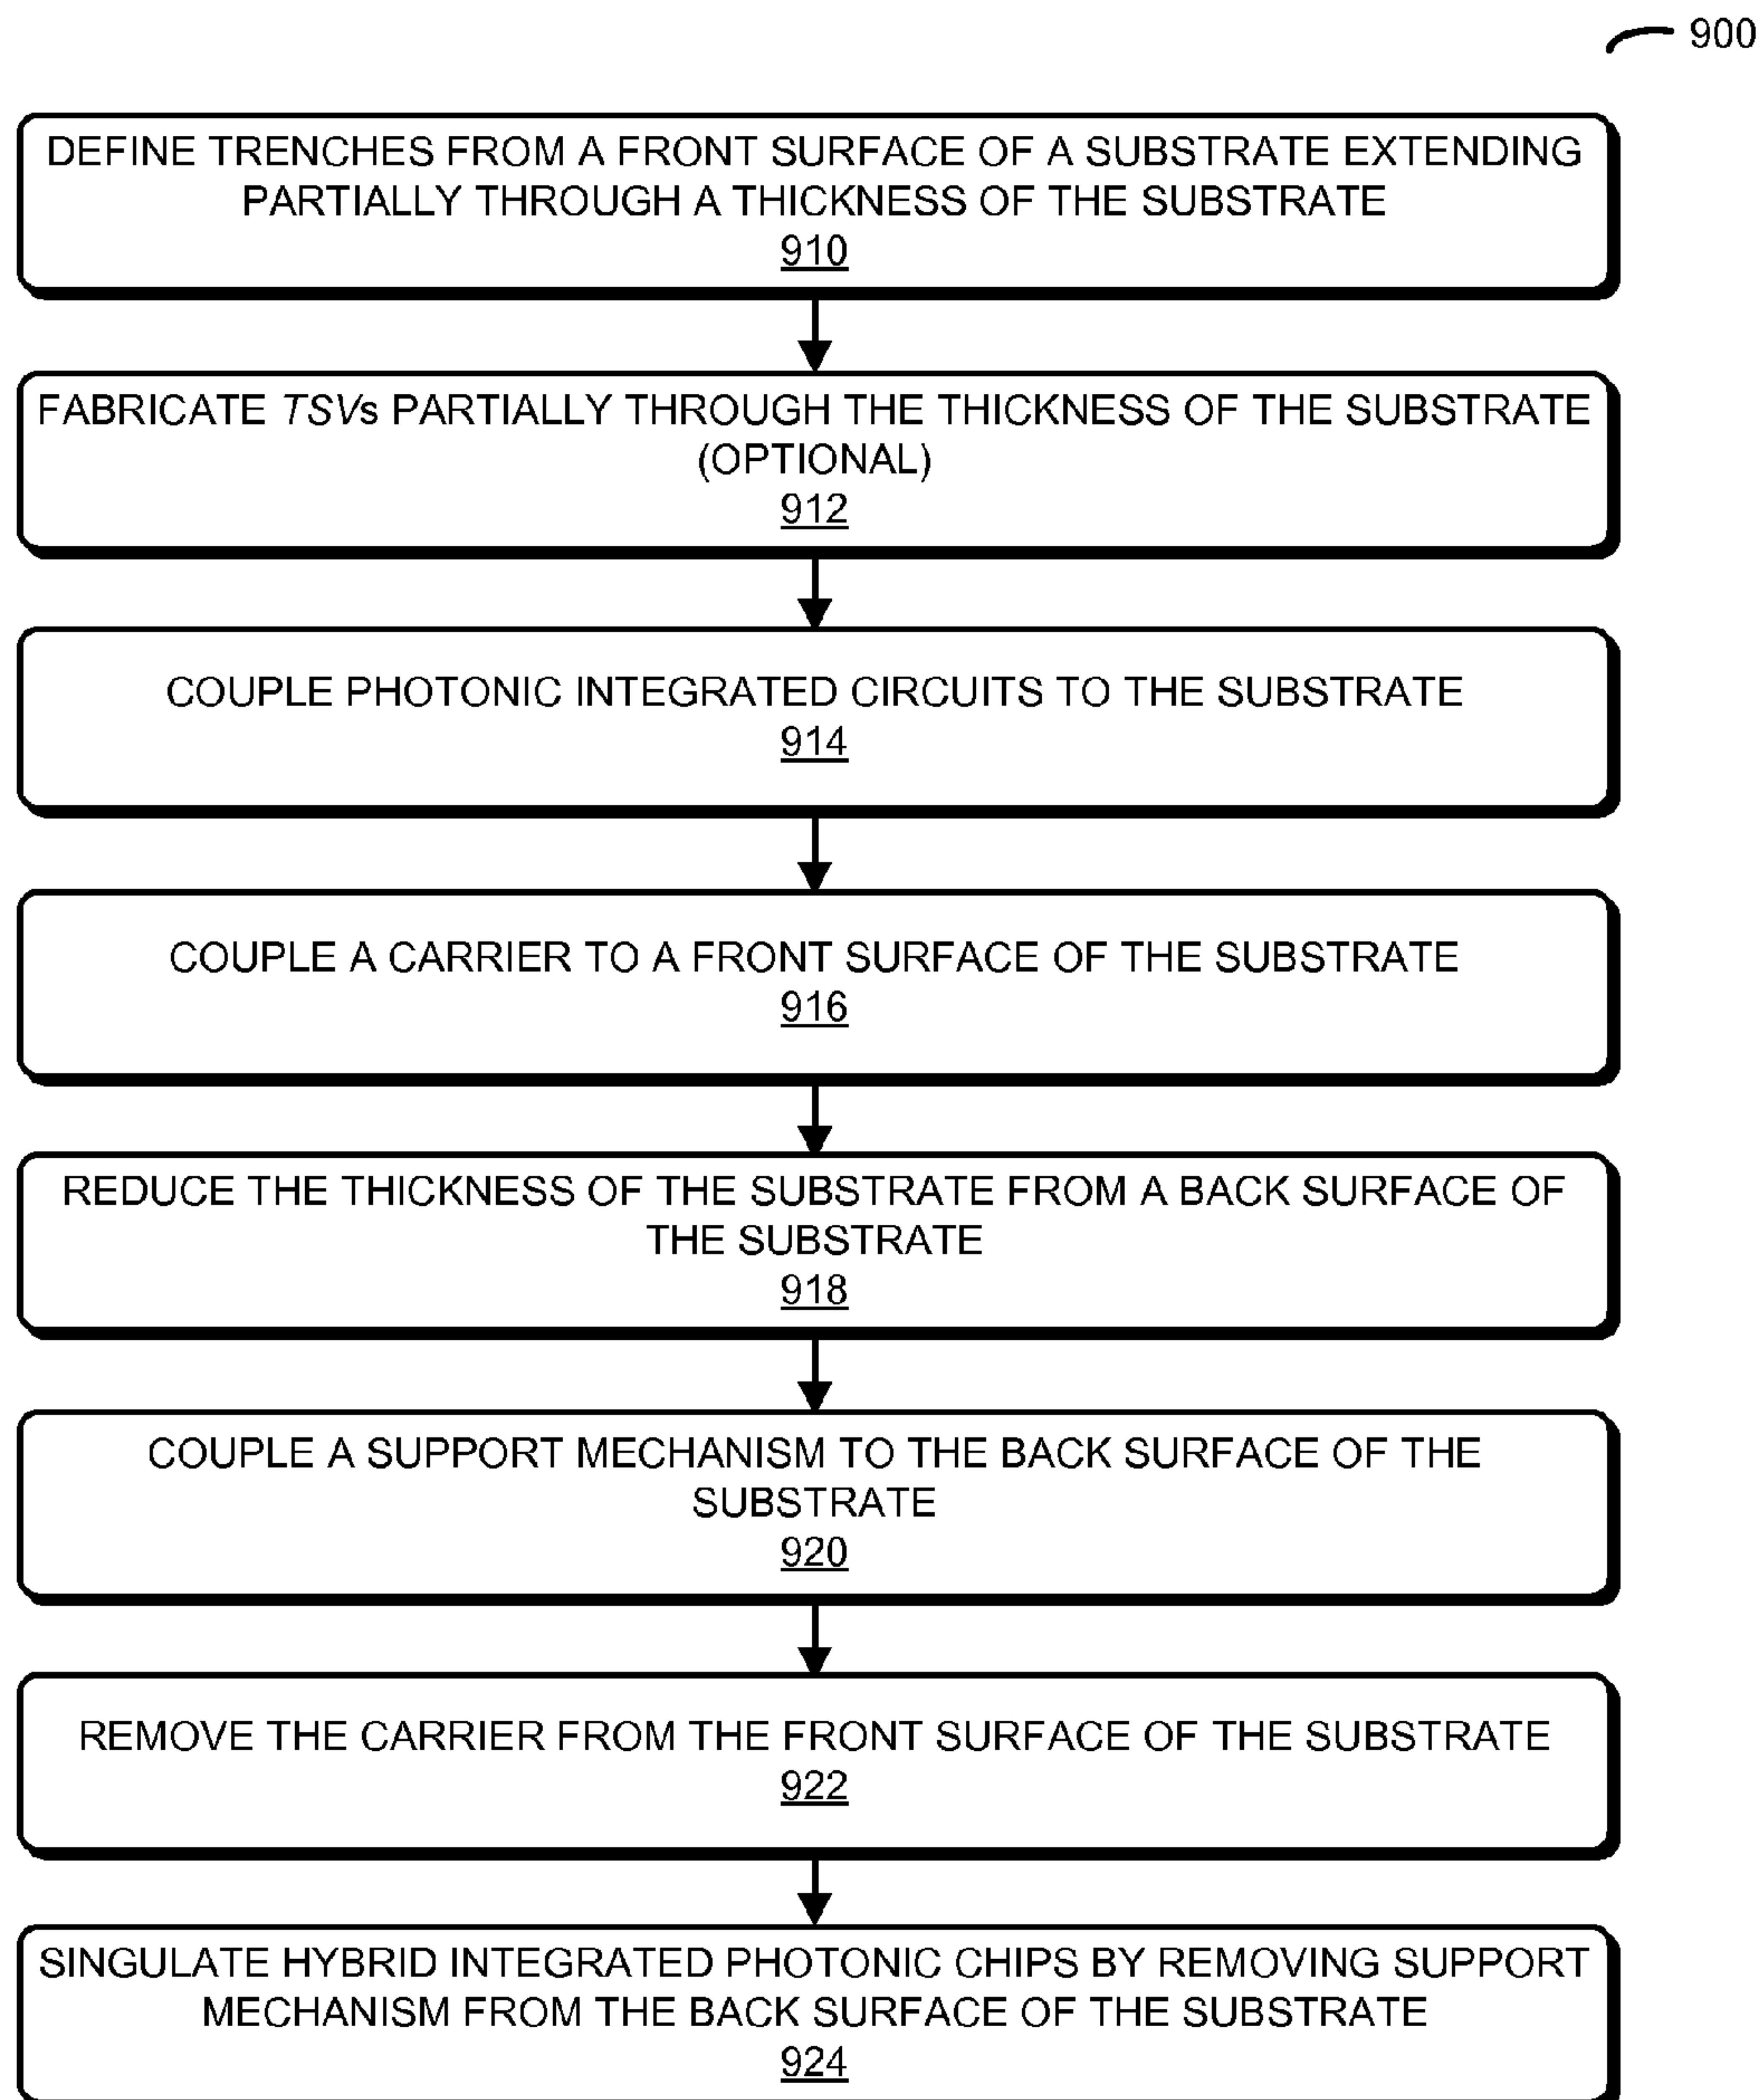 900
DEFINE TRENCHES FROM A FRONT SURFACE OF A SUBSTRATE EXTENDING
PARTIALLY THROUGH A THICKNESS OF THE SUBSTRATE
910
FABRICATE TSVs PARTIALLY THROUGH THE THICKNESS OF THE SUBSTRATE
(OPTIONAL)
912
COUPLE PHOTONIC INTEGRATED CIRCUITS TO THE SUBSTRATE
914
COUPLE A CARRIER TO A FRONT SURFACE OF THE SUBSTRATE
916
REDUCE THE THICKNESS OF THE SUBSTRATE FROM A BACK SURFACE OF
THE SUBSTRATE
918
COUPLE A SUPPORT MECHANISM TO THE BACK SURFACE OF THE
SUBSTRATE
920
REMOVE THE CARRIER FROM THE FRONT SURFACE OF THE SUBSTRATE
922
SINGULATE HYBRID INTEGRATED PHOTONIC CHIPS BY REMOVING SUPPORT
MECHANISM FROM THE BACK SURFACE OF THE SUBSTRATE
924